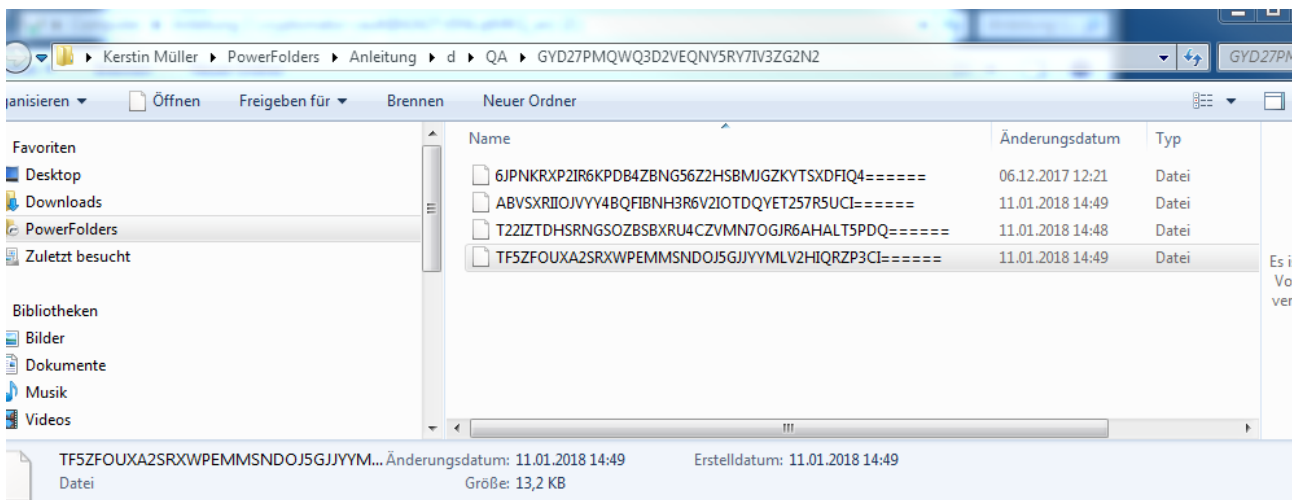 Kerstin Müller ▸ PowerFolders ▸ Anleitung ▸ d ▸ QA ▸ GYD27PMQWQ3D2VEQNY5RY7IV3ZG2N2 GYD27PM
ganisieren Öffnen Freigeben für Brennen Neuer Ordner
Favoriten
Desktop
Downloads
PowerFolders
Zuletzt besucht
Bibliotheken
Bilder
Dokumente
Musik
Videos
Name Änderungsdatum Typ
6JPNKRXP2IR6KPDB4ZBNG56Z2HSBMJGZKYTSXDFIQ4====== 06.12.2017 12:21 Datei
ABVSXRIIOJVYY4BQFIBNH3R6V2IOTDQYET257R5UCI====== 11.01.2018 14:49 Datei
T22IZTDHSRNGSOZBSBXRU4CZVMN7OGJR6AHALT5PDQ====== 11.01.2018 14:48 Datei
TF5ZFOUXA2SRXWPEMMSNDOJ5GJJYYMLV2HIQRZP3CI====== 11.01.2018 14:49 Datei
Es i
Vo
ver
TF5ZFOUXA2SRXWPEMMSNDOJ5GJJYYM... Änderungsdatum: 11.01.2018 14:49 Erstelldatum: 11.01.2018 14:49
Datei Größe: 13,2 KB